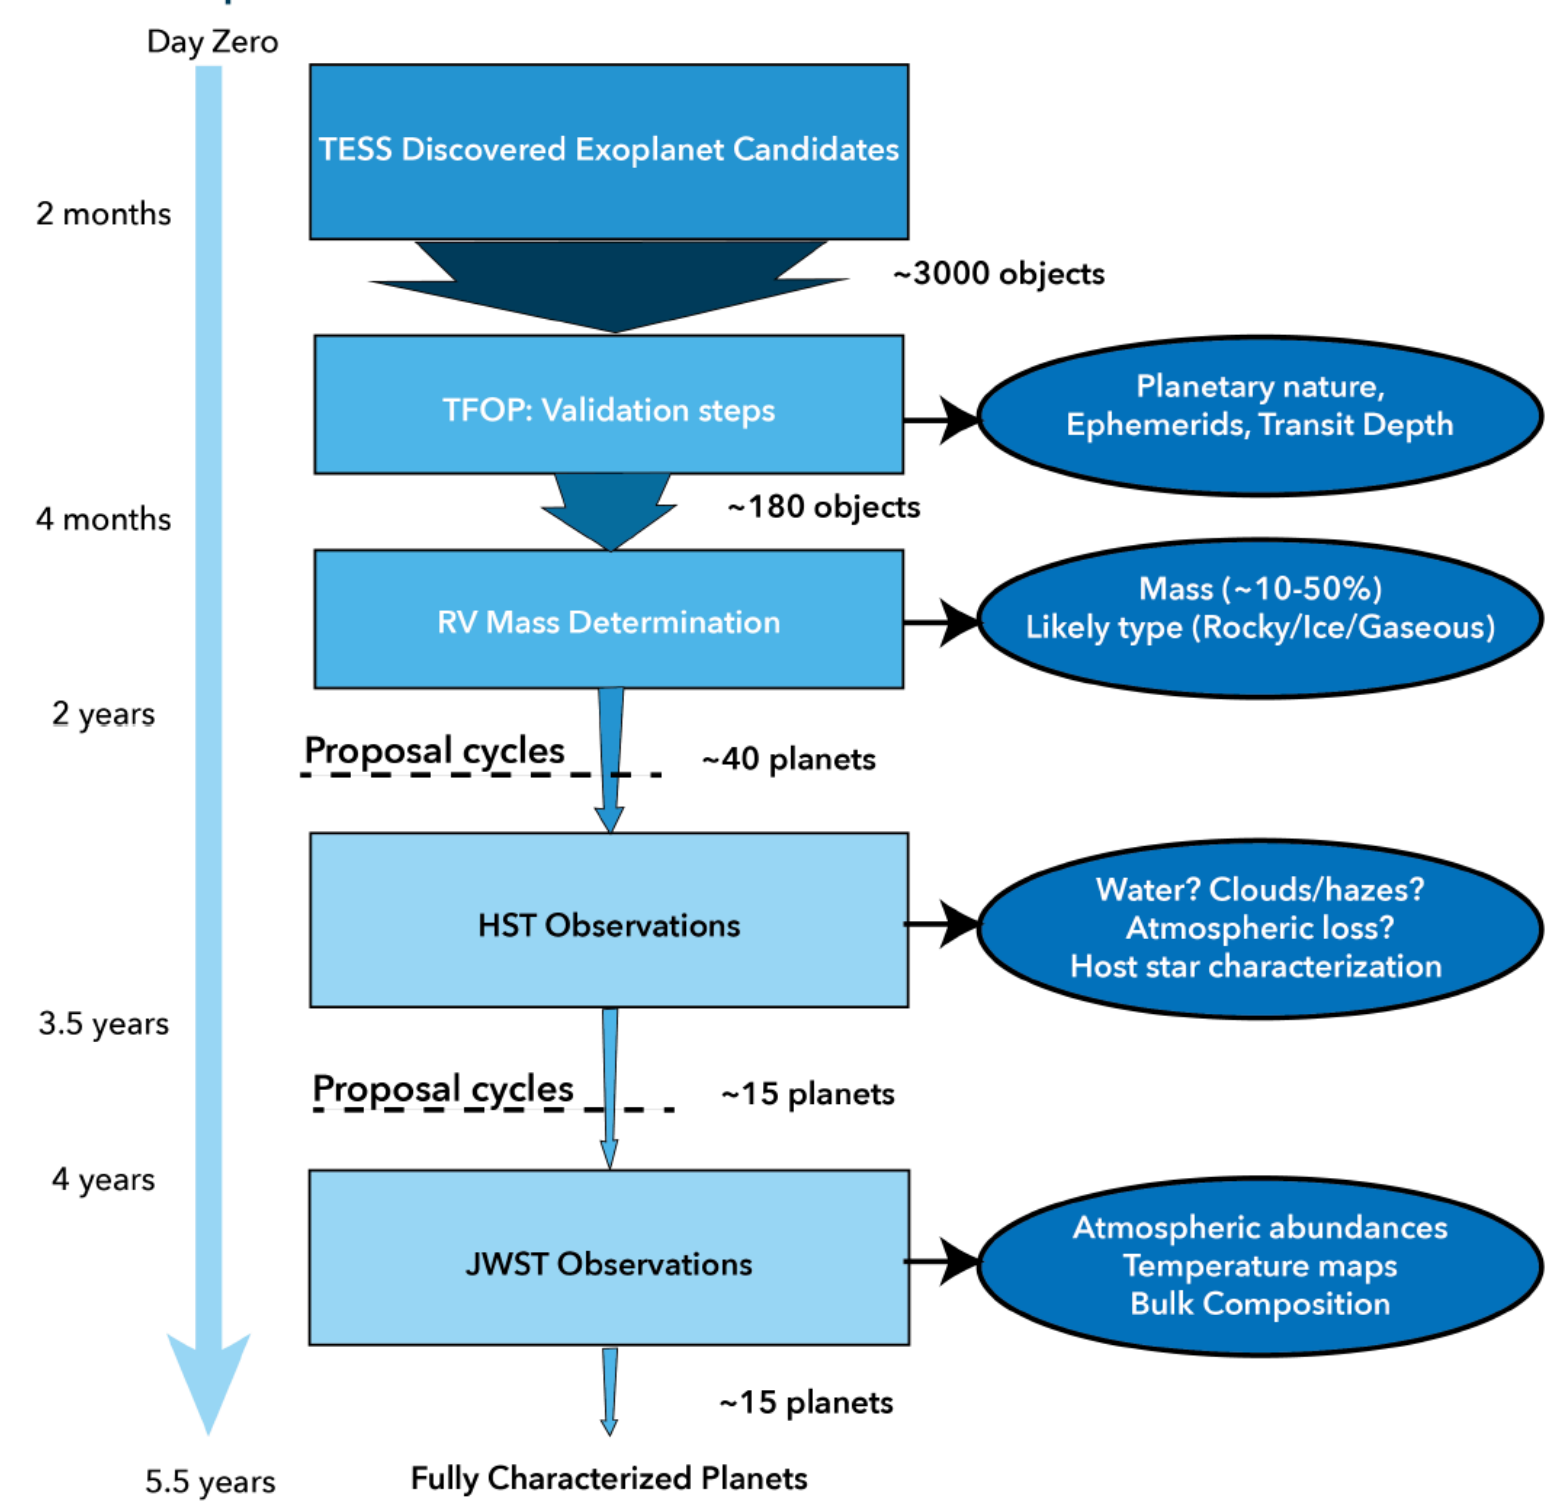 Day Zero
TESS Discovered Exoplanet Candidates
2 months
~3000 objects
TFOP: Validation steps
Planetary nature,
Ephemerids, Transit Depth
4 months
~180 objects
RV Mass Determination
Mass (~10-50%)
Likely type (Rocky/Ice/Gaseous)
2 years
Proposal cycles
~40 planets
HST Observations
Water? Clouds/hazes?
Atmospheric loss?
Host star characterization
3.5 years
Proposal cycles
~15 planets
4 years
JWST Observations
Atmospheric abundances
Temperature maps
Bulk Composition
~15 planets
5.5 years
Fully Characterized Planets